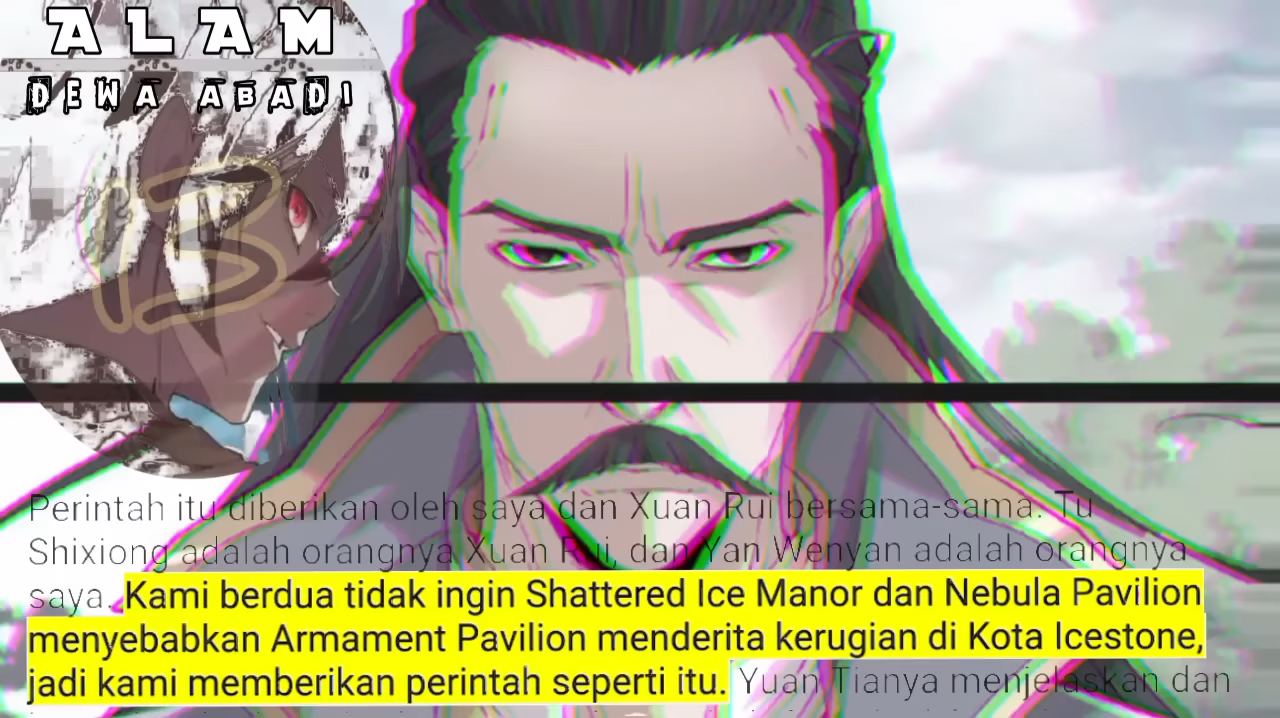 ALAM
DEWA ABADI
13
Perintah itu diberikan oleh saya dan Xuan Rui bersama-sama. Tu
Shixiong adalah orangnya Xuan Rui, dan Yan Wenyan adalah orangnya
saya. Kami berdua tidak ingin Shattered Ice Manor dan Nebula Pavilion
menyebabkan Armament Pavilion menderita kerugian di Kota Icestone,
jadi kami memberikan perintah seperti itu. Yuan Tianya menjelaskan dan